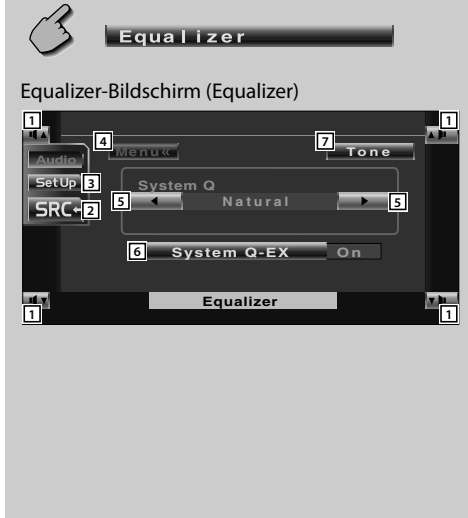 Equalizer
Equalizer-Bildschirm (Equalizer)
1 1
4 Menu« 7 Tone
Audio
SetUp 3
System Q
SRC 2
5 Natural 5
6 System Q-EX On
Equalizer
1 1